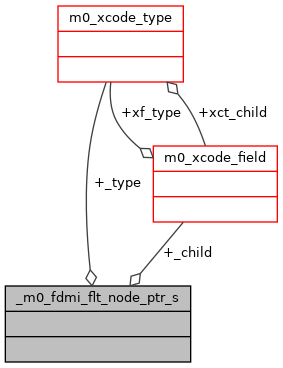 m0_xcode_type
+xf_type
+xct_child
m0_xcode_field
+_type
+_child
_m0_fdmi_flt_node_ptr_s